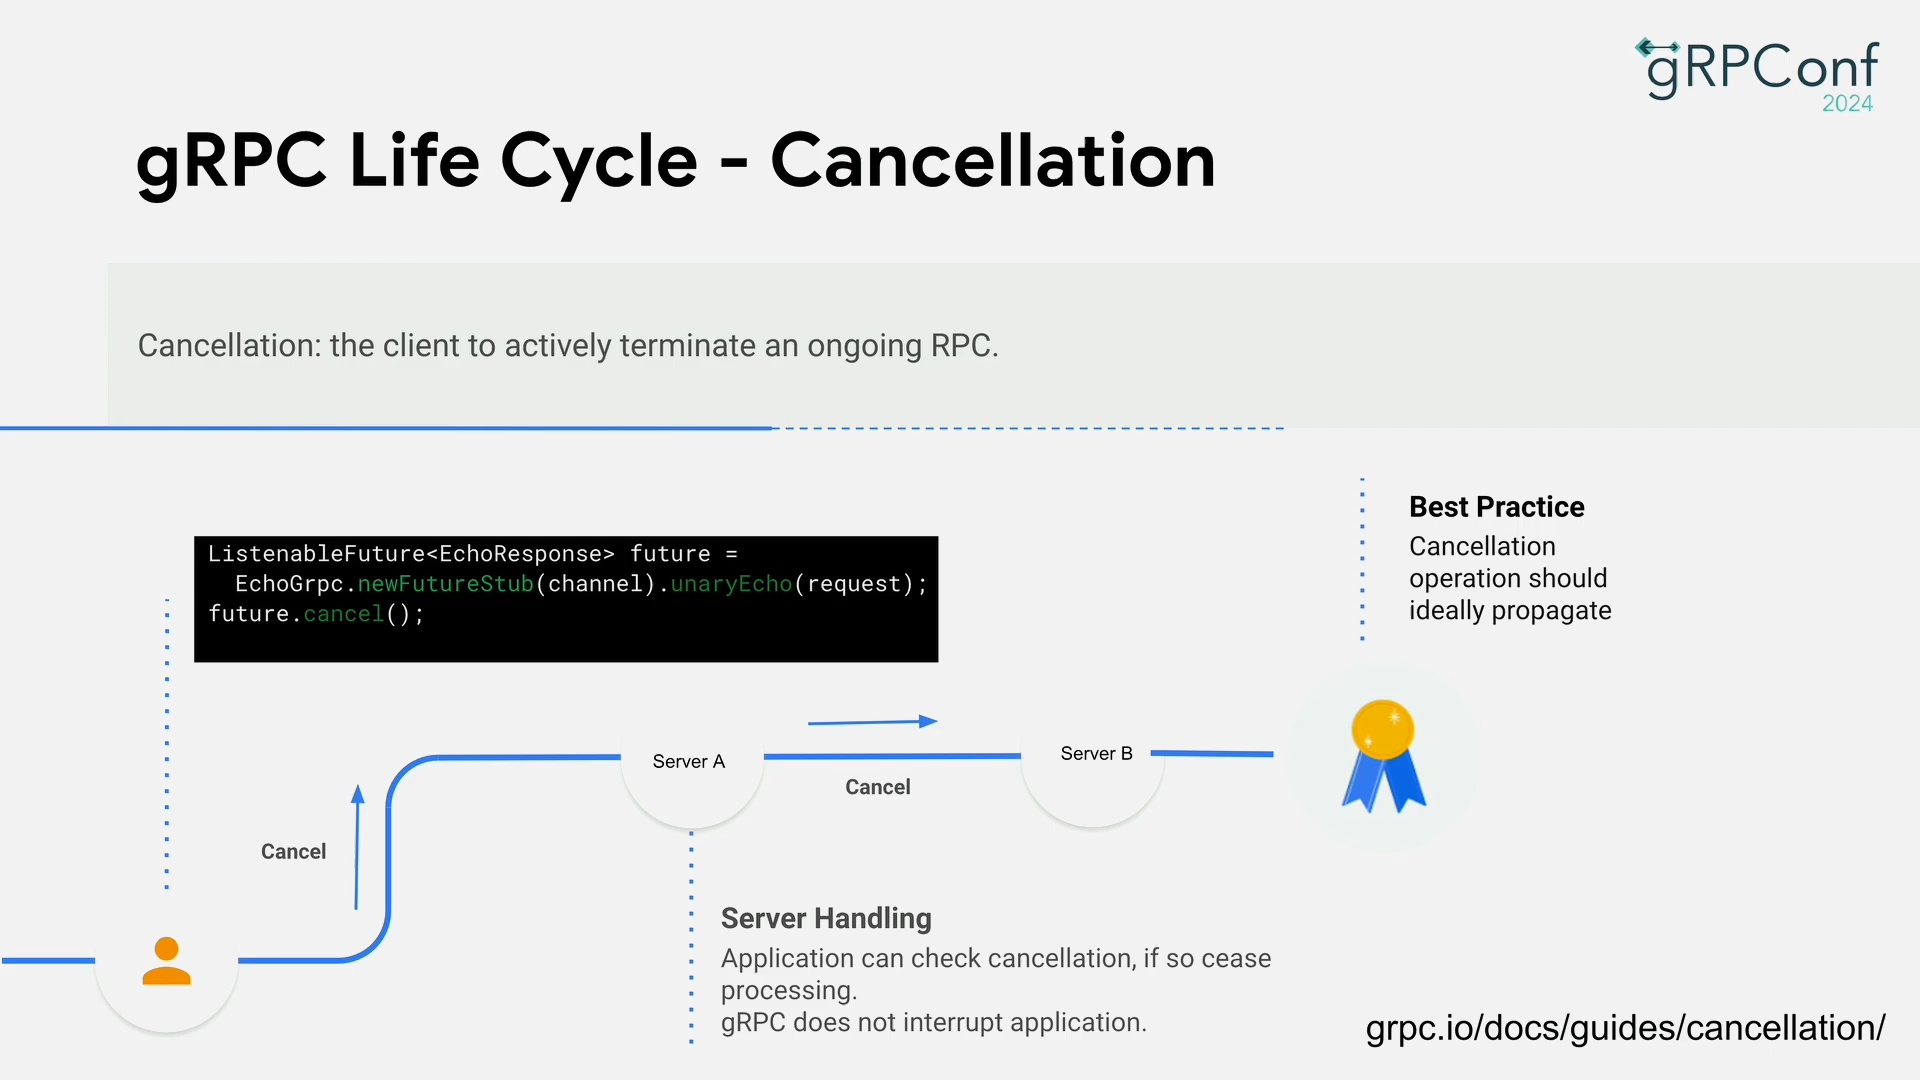 gRPConf
2024
gRPC Life Cycle - Cancellation
Cancellation: the client to actively terminate an ongoing RPC.
ListenableFuture<EchoResponse> future =
  EchoGrpc.newFutureStub(channel).unaryEcho(request);
future.cancel();
Best Practice
Cancellation
operation should
ideally propagate
Server A
Server B
Cancel
Cancel
Server Handling
Application can check cancellation, if so cease
processing.
gRPC does not interrupt application.
grpc.io/docs/guides/cancellation/